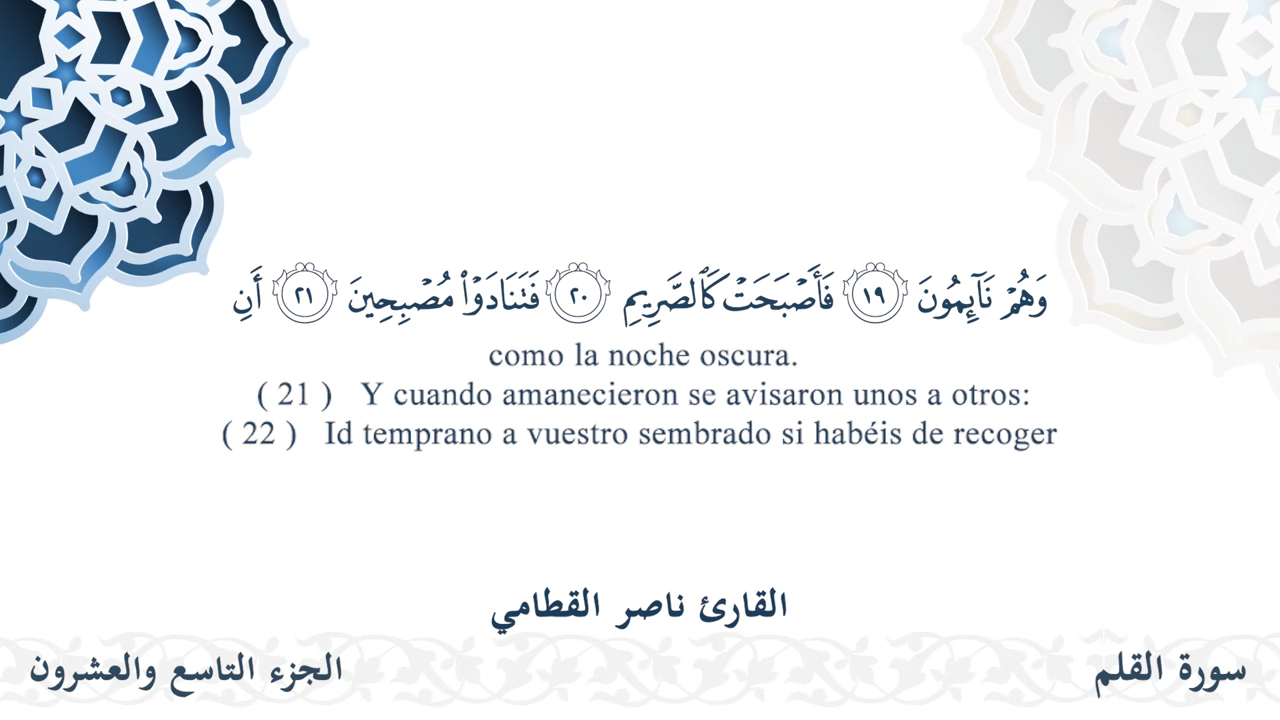 وَهُمْ نَآئِمُونَ ١٩ فَأَصْبَحَتْ كَٱلصَّرِيمِ ٢٠ فَتَنَادَوْا۟ مُصْبِحِينَ ٢١ أَنِ
como la noche oscura.
( 21 ) Y cuando amanecieron se avisaron unos a otros:
( 22 ) Id temprano a vuestro sembrado si habéis de recoger
القارئ ناصر القطامي
سورة القلم
الجزء التاسع والعشرون